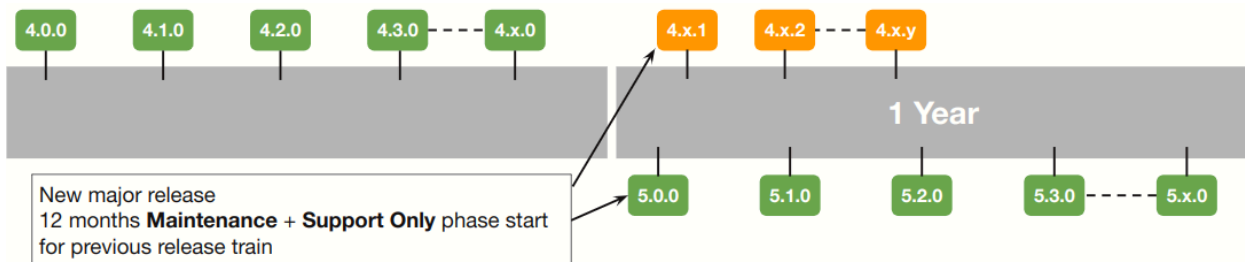 4.0.0 4.1.0 4.2.0 4.3.0 4.x.0 4.x.1 4.x.2 4.x.y
1 Year
5.0.0 5.1.0 5.2.0 5.3.0 5.x.0
New major release
12 months Maintenance + Support Only phase start
for previous release train